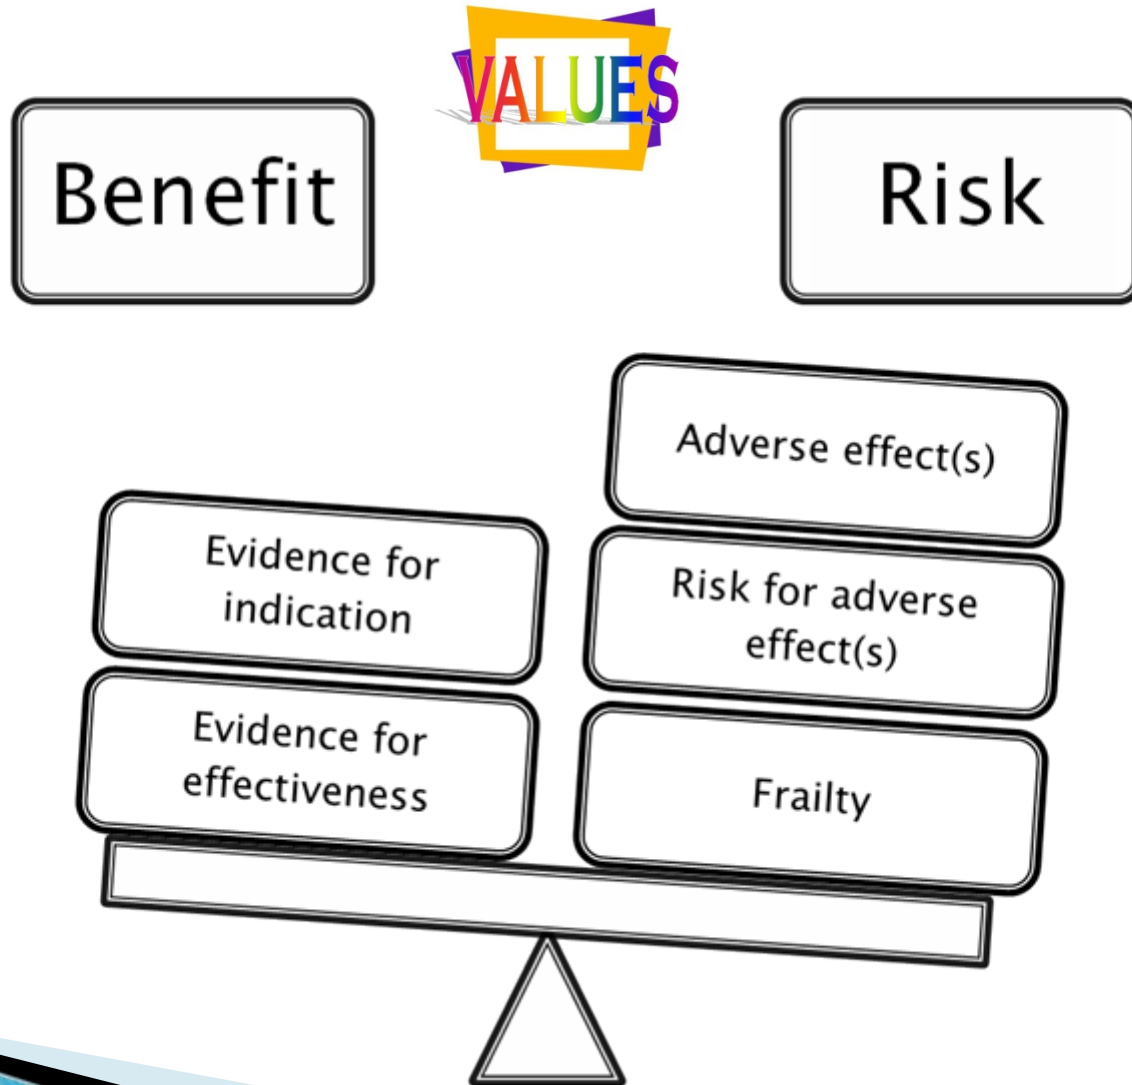 VALUES
Benefit
Risk
Adverse effect(s)
Evidence for
indication
Risk for adverse
effect(s)
Evidence for
effectiveness
Frailty